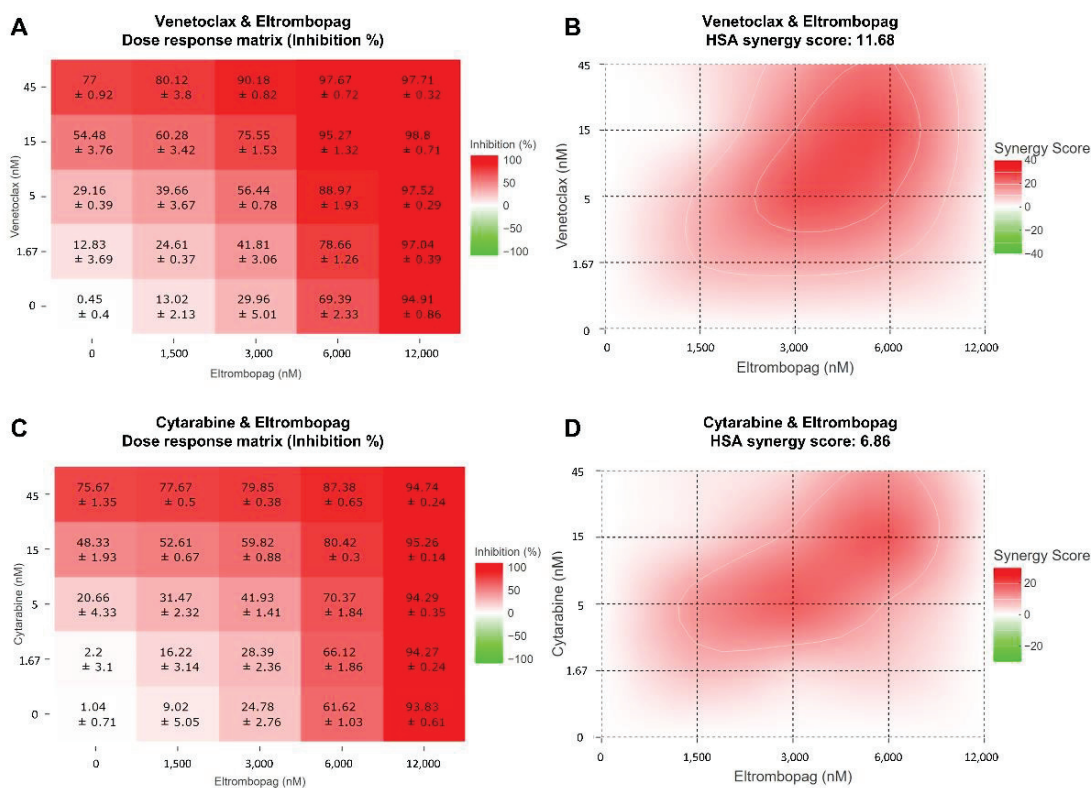 A
Venetoclax & Eltrombopag
Dose response matrix (Inhibition %)
Venetoclax (nM)
45
77 80.12 90.18 97.67 97.71
± 0.92 ± 3.8 ± 0.82 ± 0.72 ± 0.32
15
54.48 60.28 75.55 95.27 98.8
± 3.76 ± 3.42 ± 1.53 ± 1.32 ± 0.71
5
29.16 39.66 56.44 88.97 97.52
± 0.39 ± 3.67 ± 0.78 ± 1.93 ± 0.29
1.67
12.83 24.61 41.81 78.66 97.04
± 3.69 ± 0.37 ± 3.06 ± 1.26 ± 0.39
0
0.45 13.02 29.96 69.39 94.91
± 0.4 ± 2.13 ± 5.01 ± 2.33 ± 0.86
0 1,500 3,000 6,000 12,000
Eltrombopag (nM)
Inhibition (%)
100
50
0
−50
−100
B
Venetoclax & Eltrombopag
HSA synergy score: 11.68
Venetoclax (nM)
45
15
5
1.67
0
0 1,500 3,000 6,000 12,000
Eltrombopag (nM)
Synergy Score
40
20
0
−20
−40
C
Cytarabine & Eltrombopag
Dose response matrix (Inhibition %)
Cytarabine (nM)
45
75.67 77.67 79.85 87.38 94.74
± 1.35 ± 0.5 ± 0.38 ± 0.65 ± 0.24
15
48.33 52.61 59.82 80.42 95.26
± 1.93 ± 0.67 ± 0.88 ± 0.3 ± 0.14
5
20.66 31.47 41.93 70.37 94.29
± 4.33 ± 2.32 ± 1.41 ± 1.84 ± 0.35
1.67
2.2 16.22 28.39 66.12 94.27
± 3.1 ± 3.14 ± 2.36 ± 1.86 ± 0.24
0
1.04 9.02 24.78 61.62 93.83
± 0.71 ± 5.05 ± 2.76 ± 1.03 ± 0.61
0 1,500 3,000 6,000 12,000
Eltrombopag (nM)
Inhibition (%)
100
50
0
−50
−100
D
Cytarabine & Eltrombopag
HSA synergy score: 6.86
Cytarabine (nM)
45
15
5
1.67
0
0 1,500 3,000 6,000 12,000
Eltrombopag (nM)
Synergy Score
20
10
0
−10
−20